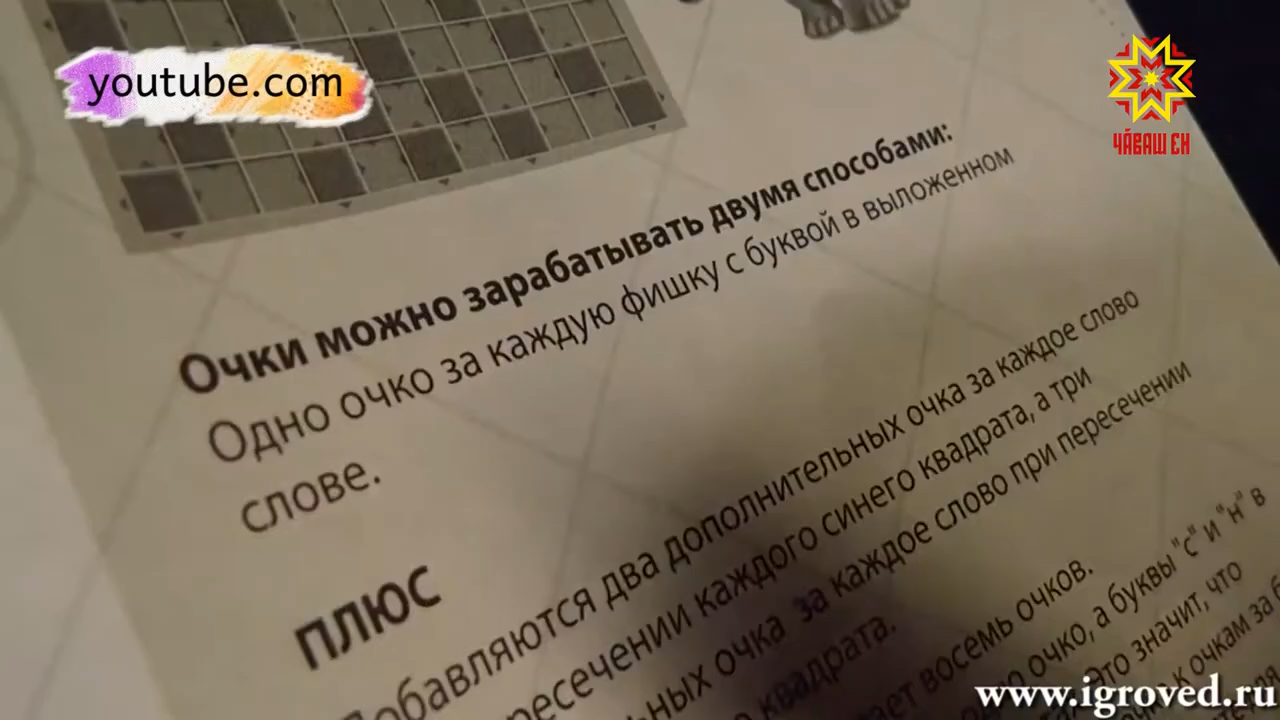 youtube.com
ЧӐВАШ ЕН
Очки можно зарабатывать двумя способами:
Одно очко за каждую фишку с буквой в выложенном
слове.
ПЛЮС
Добавляются два дополнительных очка за каждое слово
каждого синего квадрата, а три
очка за каждое слово при пересечении
квадрата.
восемь очков.
очко, а буквы "с" и "н" в
Это значит, что
к очкам за
www.igroved.ru